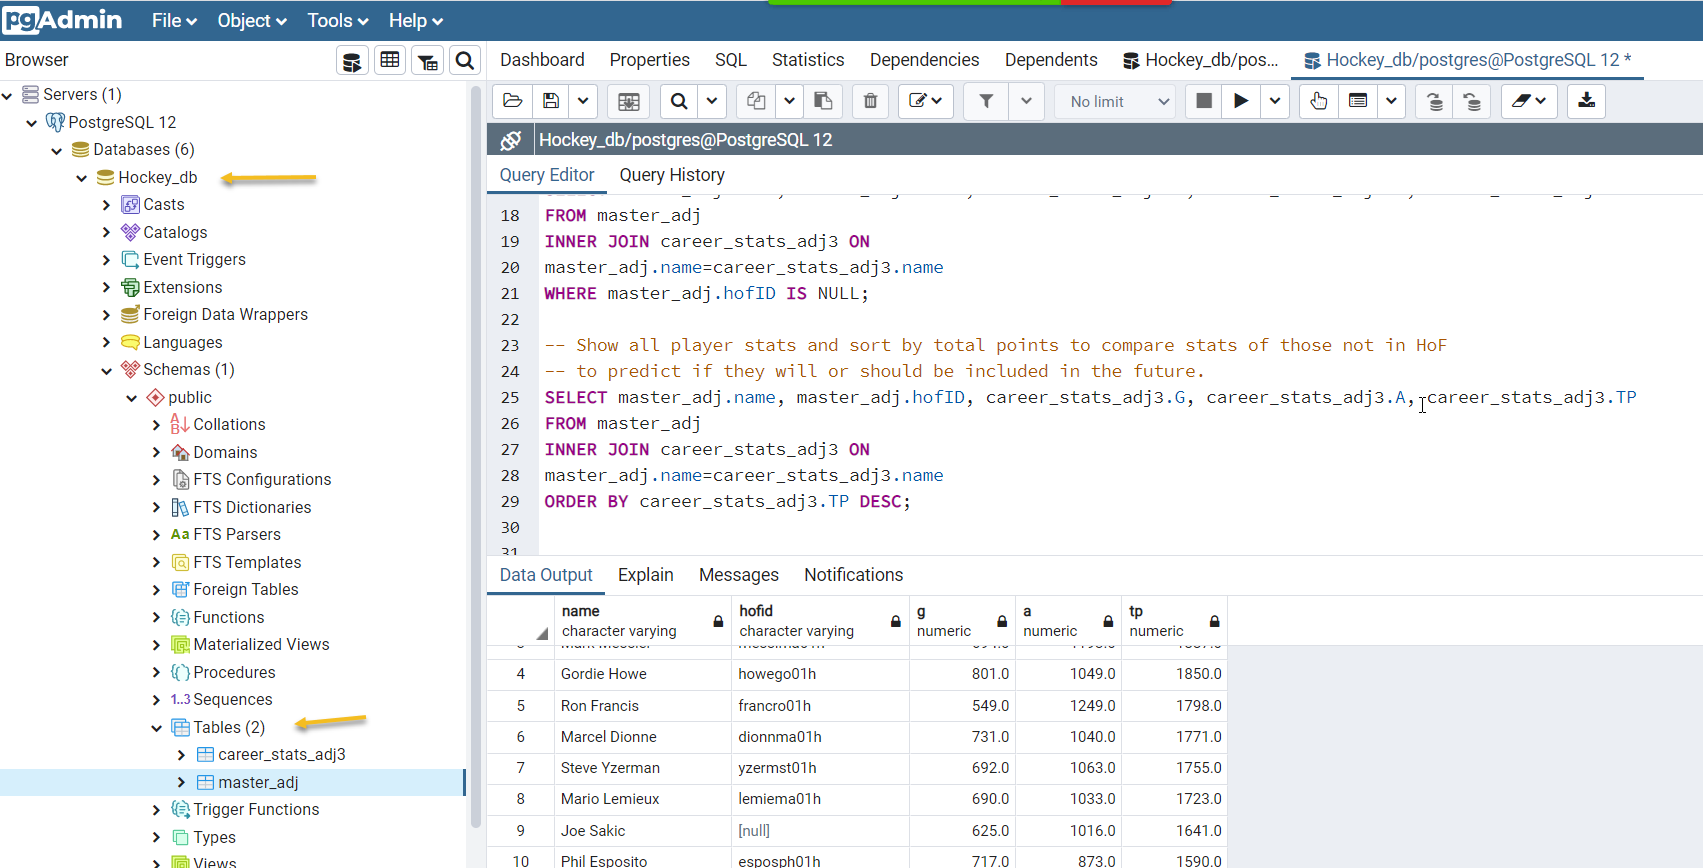 pgAdmin File Object Tools Help
Browser
Dashboard Properties SQL Statistics Dependencies Dependents Hockey_db/pos... Hockey_db/postgres@PostgreSQL 12 *
Servers (1)
PostgreSQL 12
Databases (6)
Hockey_db
Casts
Catalogs
Event Triggers
Extensions
Foreign Data Wrappers
Languages
Schemas (1)
public
Collations
Domains
FTS Configurations
FTS Dictionaries
Aa FTS Parsers
FTS Templates
Foreign Tables
Functions
Materialized Views
Procedures
1..3 Sequences
Tables (2)
career_stats_adj3
master_adj
Trigger Functions
Types
Views
No limit
Hockey_db/postgres@PostgreSQL 12
Query Editor Query History
18 FROM master_adj
19 INNER JOIN career_stats_adj3 ON
20 master_adj.name=career_stats_adj3.name
21 WHERE master_adj.hofID IS NULL;
22
23 -- Show all player stats and sort by total points to compare stats of those not in HoF
24 -- to predict if they will or should be included in the future.
25 SELECT master_adj.name, master_adj.hofID, career_stats_adj3.G, career_stats_adj3.A, career_stats_adj3.TP
26 FROM master_adj
27 INNER JOIN career_stats_adj3 ON
28 master_adj.name=career_stats_adj3.name
29 ORDER BY career_stats_adj3.TP DESC;
30
31
Data Output Explain Messages Notifications
name hofid g a tp
character varying character varying numeric numeric numeric
4 Gordie Howe howego01h 801.0 1049.0 1850.0
5 Ron Francis francro01h 549.0 1249.0 1798.0
6 Marcel Dionne dionnma01h 731.0 1040.0 1771.0
7 Steve Yzerman yzermst01h 692.0 1063.0 1755.0
8 Mario Lemieux lemiema01h 690.0 1033.0 1723.0
9 Joe Sakic [null] 625.0 1016.0 1641.0
10 Phil Esposito esposph01h 717.0 873.0 1590.0